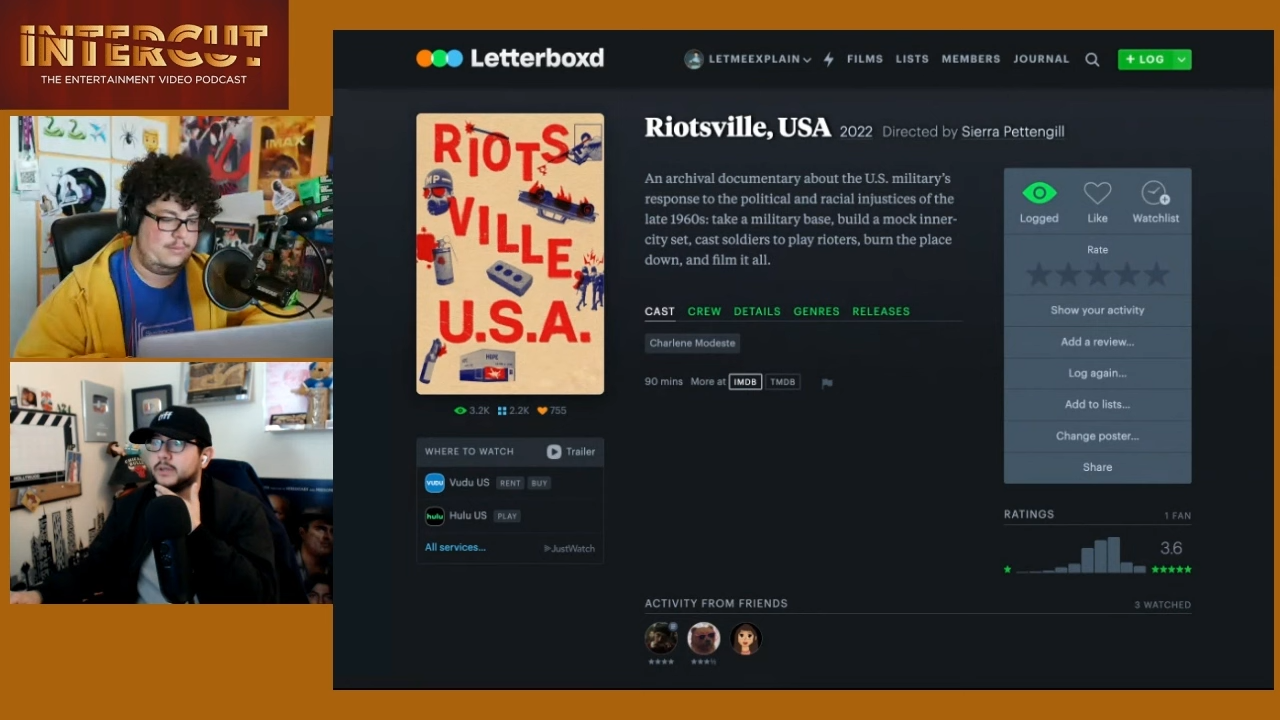 INTERCUT
THE ENTERTAINMENT VIDEO PODCAST
IMAX
Letterboxd
LETMEEXPLAIN
FILMS
LISTS
MEMBERS
JOURNAL
+ LOG
RIOTS
VILLE,
U.S.A.
MP
Riotsville, USA 2022 Directed by Sierra Pettengill
An archival documentary about the U.S. military's
response to the political and racial injustices of the
late 1960s: take a military base, build a mock inner-
city set, cast soldiers to play rioters, burn the place
down, and film it all.
CAST CREW DETAILS GENRES RELEASES
Charlene Modeste
90 mins More at IMDB TMDB
3.2K 2.2K 755
WHERE TO WATCH Trailer
VUDU Vudu US RENT BUY
hulu Hulu US PLAY
All services... JustWatch
Logged Like Watchlist
Rate
Show your activity
Add a review...
Log again...
Add to lists...
Change poster...
Share
RATINGS 1 FAN
3.6
ACTIVITY FROM FRIENDS 3 WATCHED